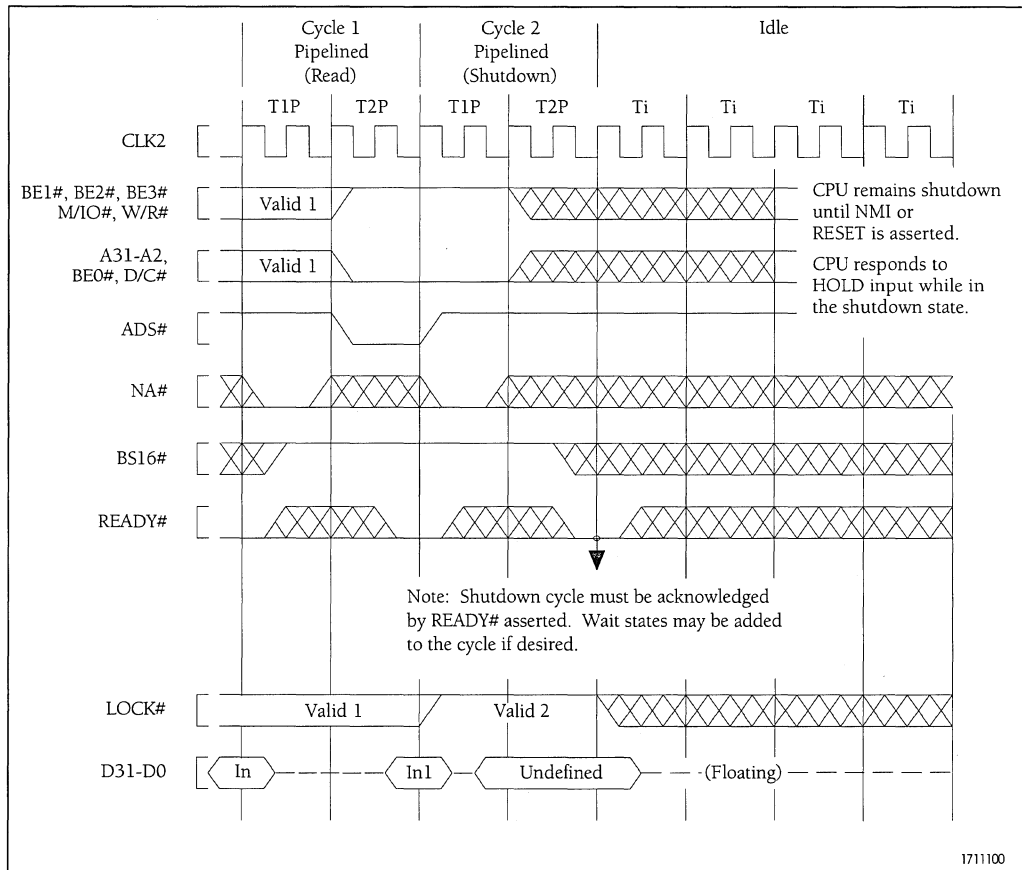 Cycle 1
Pipelined
(Read)
Cycle 2
Pipelined
(Shutdown)
Idle
T1P T2P T1P T2P Ti Ti Ti Ti
CLK2
BE1#, BE2#, BE3#
M/IO#, W/R#
Valid 1
CPU remains shutdown
until NMI or
RESET is asserted.
A31-A2,
BE0#, D/C#
Valid 1
CPU responds to
HOLD input while in
the shutdown state.
ADS#
NA#
BS16#
READY#
Note: Shutdown cycle must be acknowledged
by READY# asserted. Wait states may be added
to the cycle if desired.
LOCK#
Valid 1
Valid 2
D31-D0
In
In1
Undefined
(Floating)
1711100